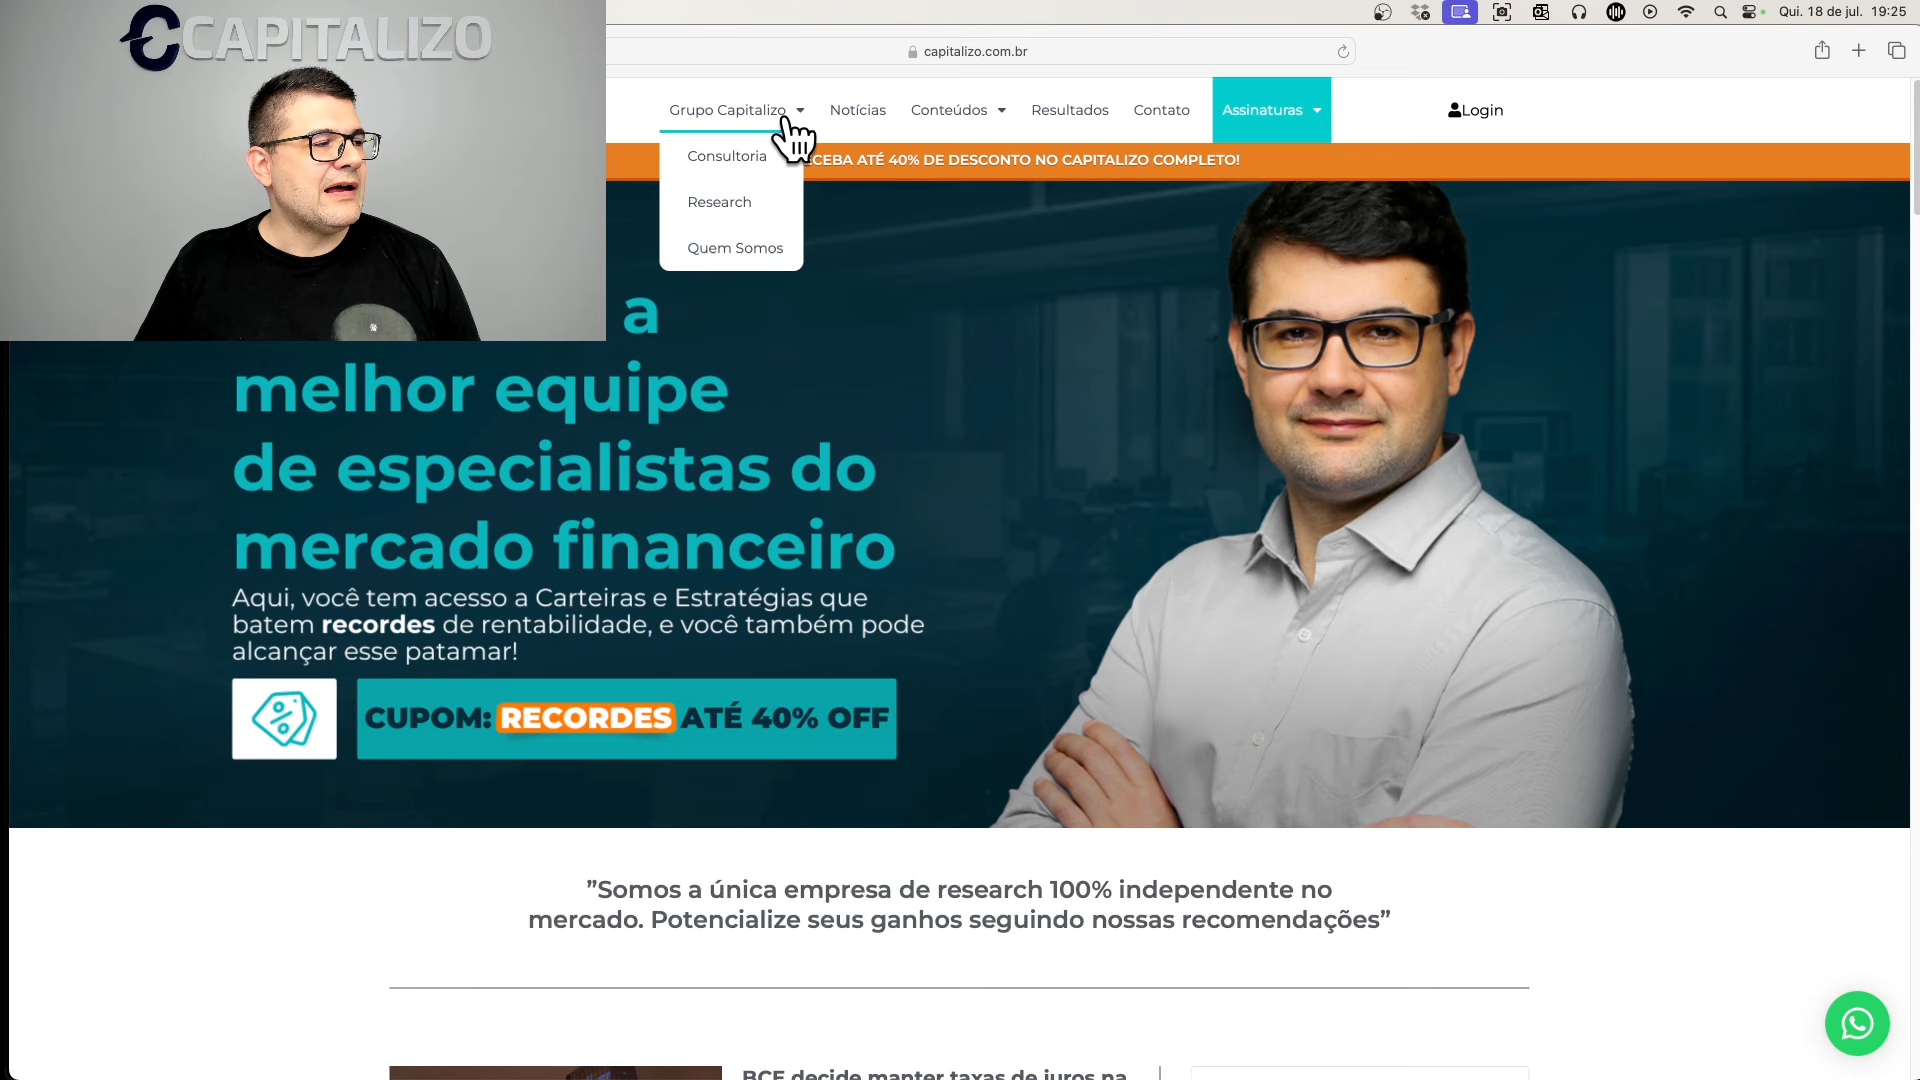 CAPITALIZO
Qui. 18 de jul. 19:25
capitalizo.com.br
Grupo Capitalizo
Notícias
Conteúdos
Resultados
Contato
Assinaturas
Login
Consultoria
Research
Quem Somos
ATÉ 40% DE DESCONTO NO CAPITALIZO COMPLETO!
a
melhor equipe
de especialistas do
mercado financeiro
Aqui, você tem acesso a Carteiras e Estratégias que
batem recordes de rentabilidade, e você também pode
alcançar esse patamar!
CUPOM: RECORDES ATÉ 40% OFF
”Somos a única empresa de research 100% independente no
mercado. Potencialize seus ganhos seguindo nossas recomendações”
BCE decide manter taxas de juros na